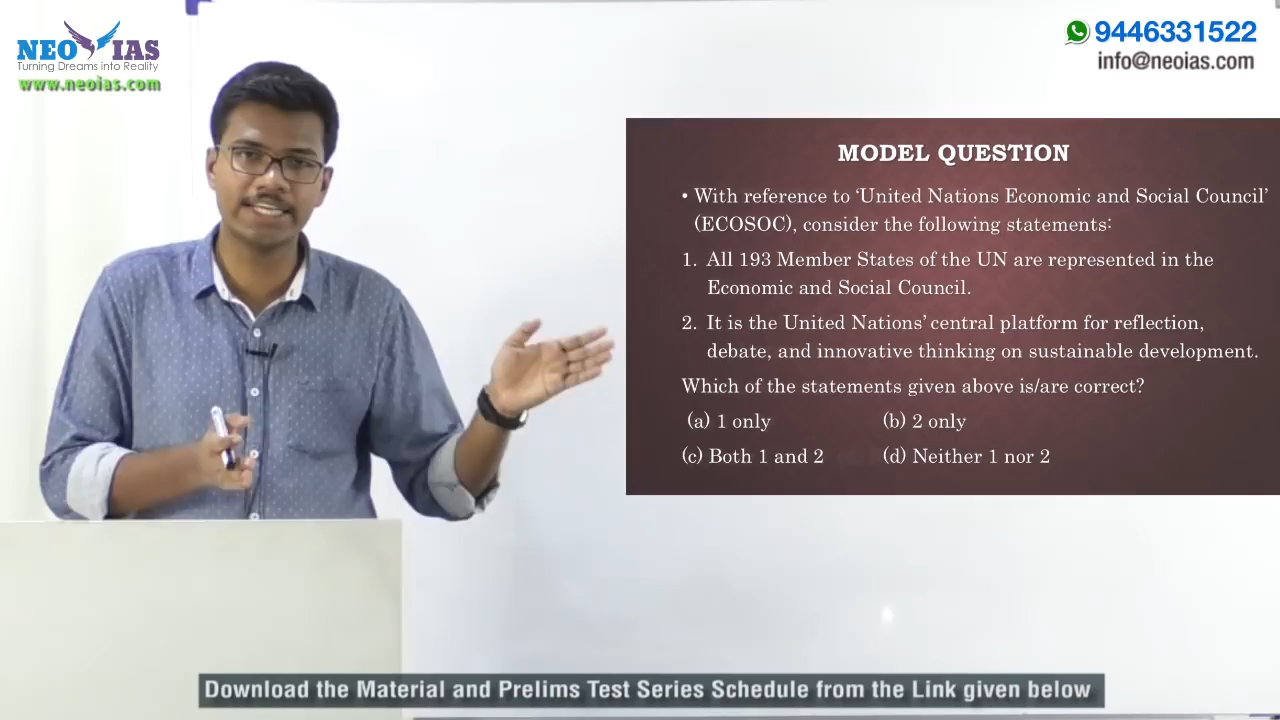 NEO IAS
Turning Dreams into Reality
www.neoias.com
9446331522
info@neoias.com
MODEL QUESTION
• With reference to ‘United Nations Economic and Social Council’
(ECOSOC), consider the following statements:
1. All 193 Member States of the UN are represented in the
Economic and Social Council.
2. It is the United Nations’ central platform for reflection,
debate, and innovative thinking on sustainable development.
Which of the statements given above is/are correct?
(a) 1 only (b) 2 only
(c) Both 1 and 2 (d) Neither 1 nor 2
Download the Material and Prelims Test Series Schedule from the Link given below